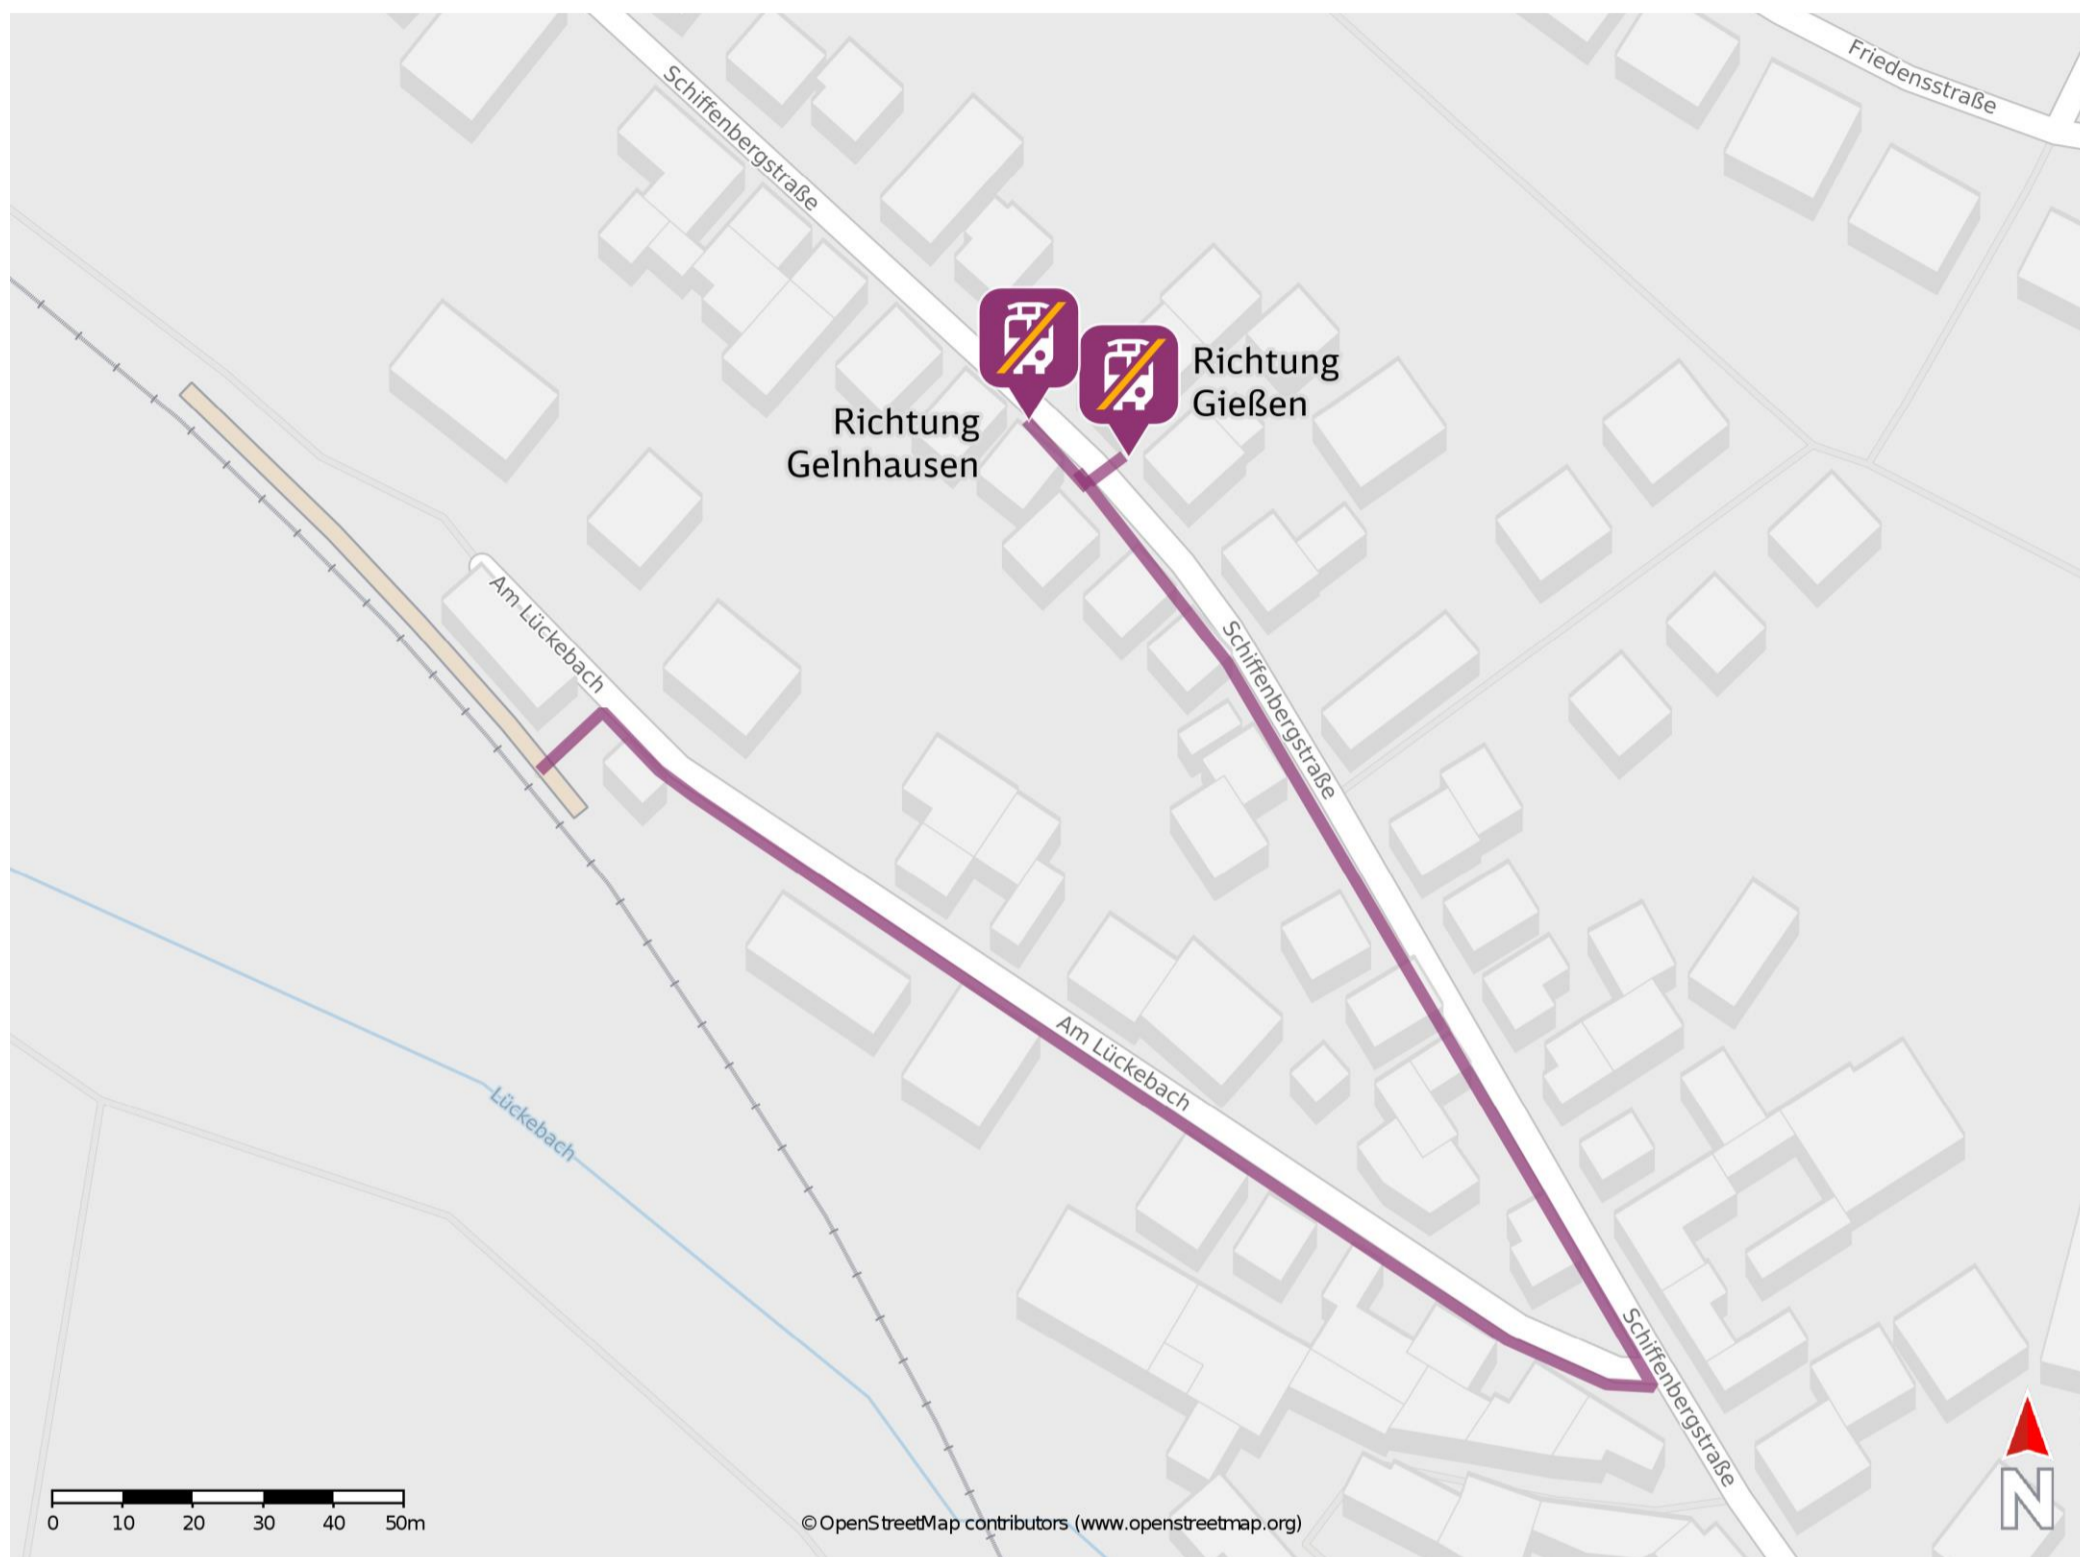 Friedensstraße
Schiffenbergstraße
Richtung
Gießen
Richtung
Gelnhausen
Am Lückebach
Schiffenbergstraße
Am Lückebach
Lückebach
Schiffenbergstraße
0 10 20 30 40 50m
© OpenStreetMap contributors (www.openstreetmap.org)
N